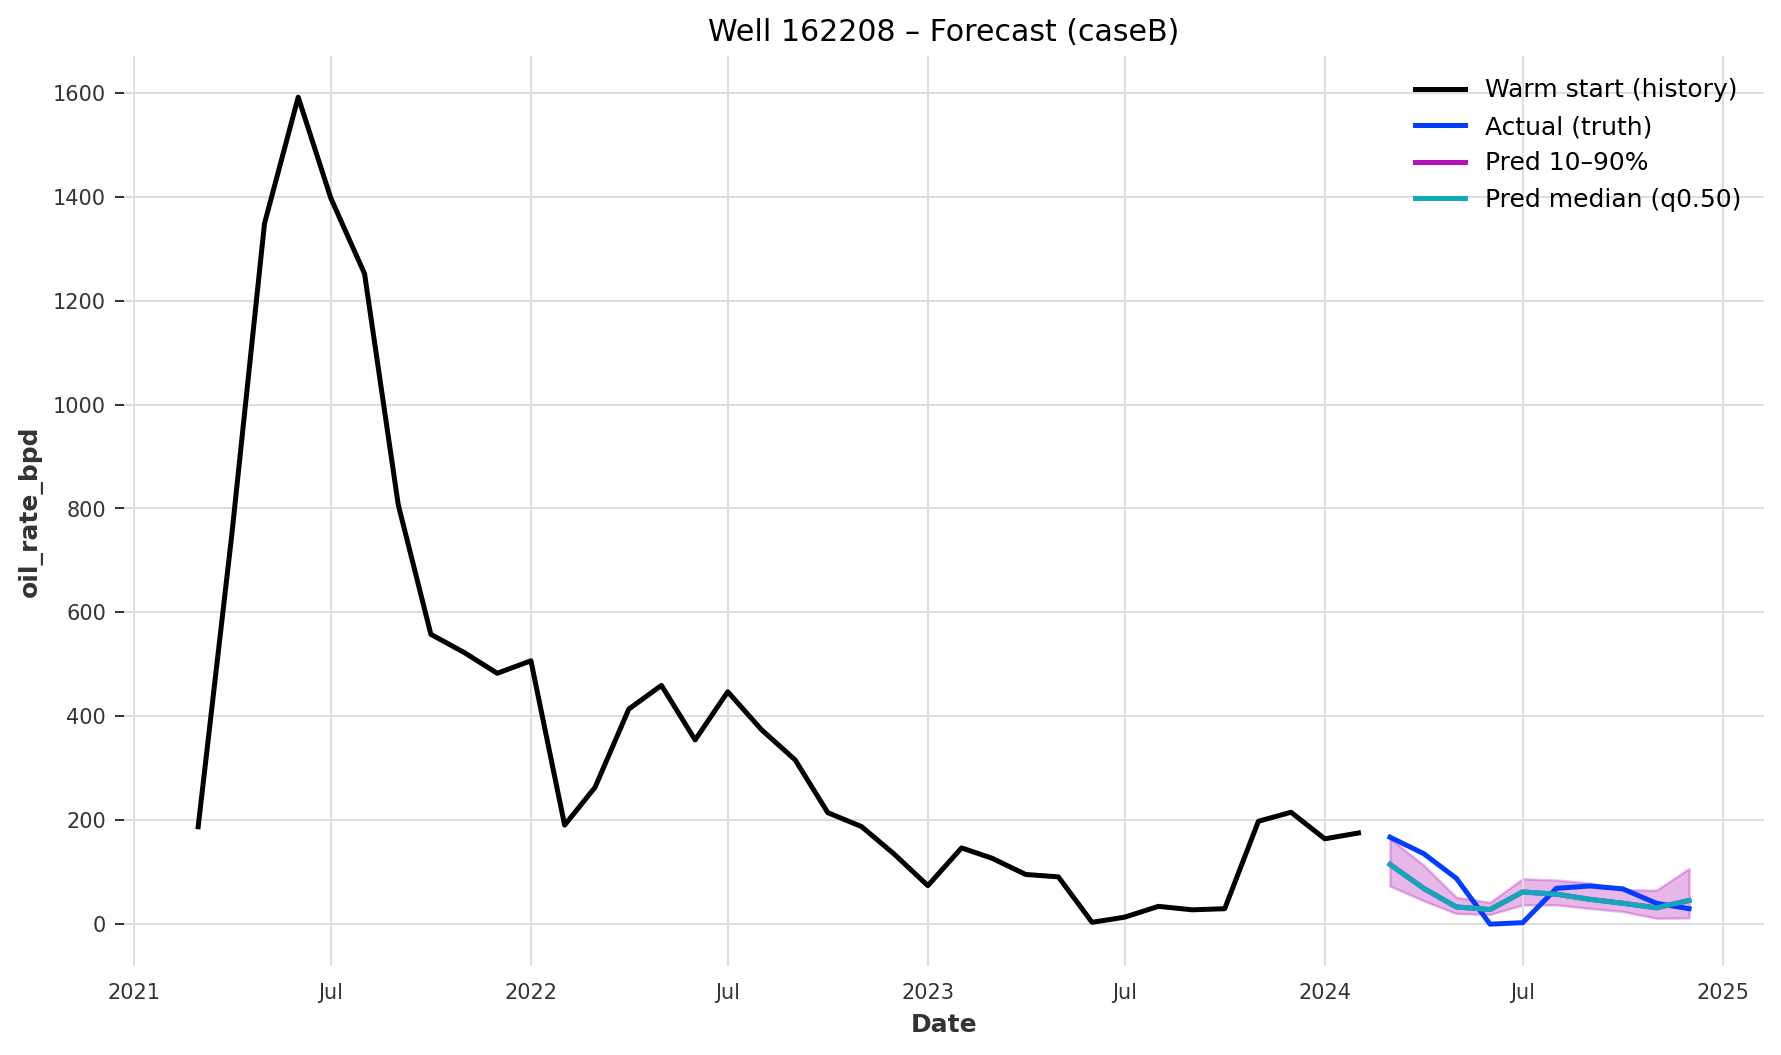 Well 162208 – Forecast (caseB)
Warm start (history)
Actual (truth)
Pred 10–90%
Pred median (q0.50)
oil_rate_bpd
1600
1400
1200
1000
800
600
400
200
0
2021
Jul
2022
Jul
2023
Jul
2024
Jul
2025
Date